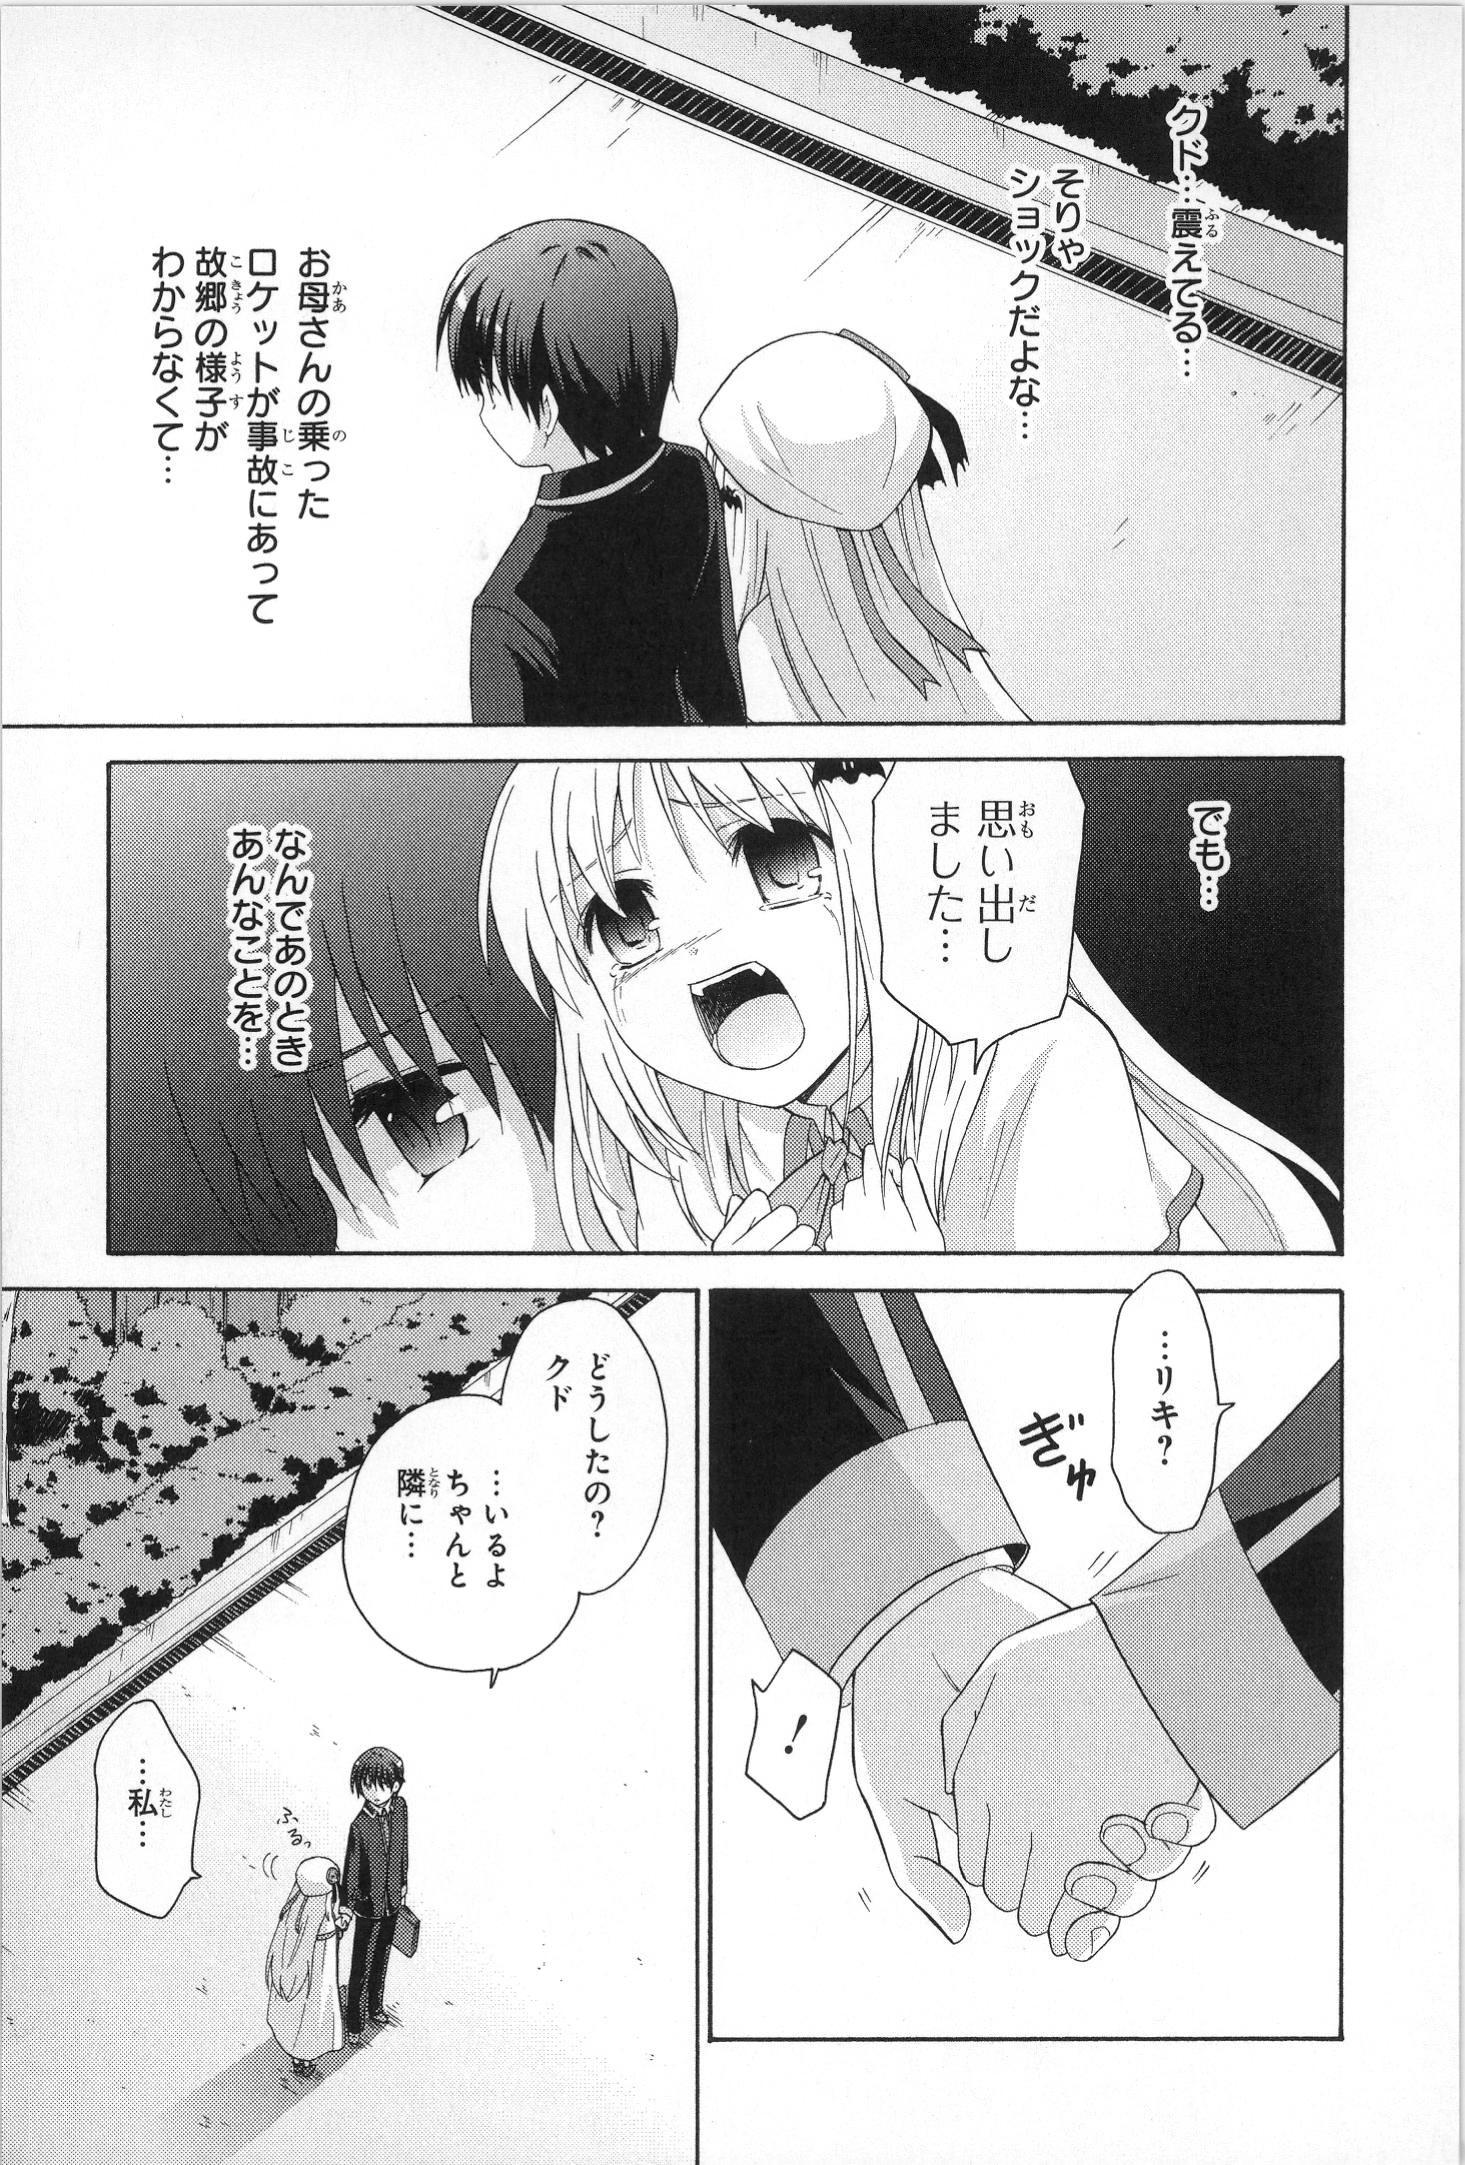 クド…震えてる…
そりゃ
ショックだよな…
お母さんの乗った
ロケットが事故にあって
故郷の様子が
わからなくて…
でも…
思い出し
ました…
なんであのとき
あんなことを…
…リキ?
ぎゅ
!
どうしたの?
クド
…いるよ
ちゃんと
隣に…
ふるっ
…私…